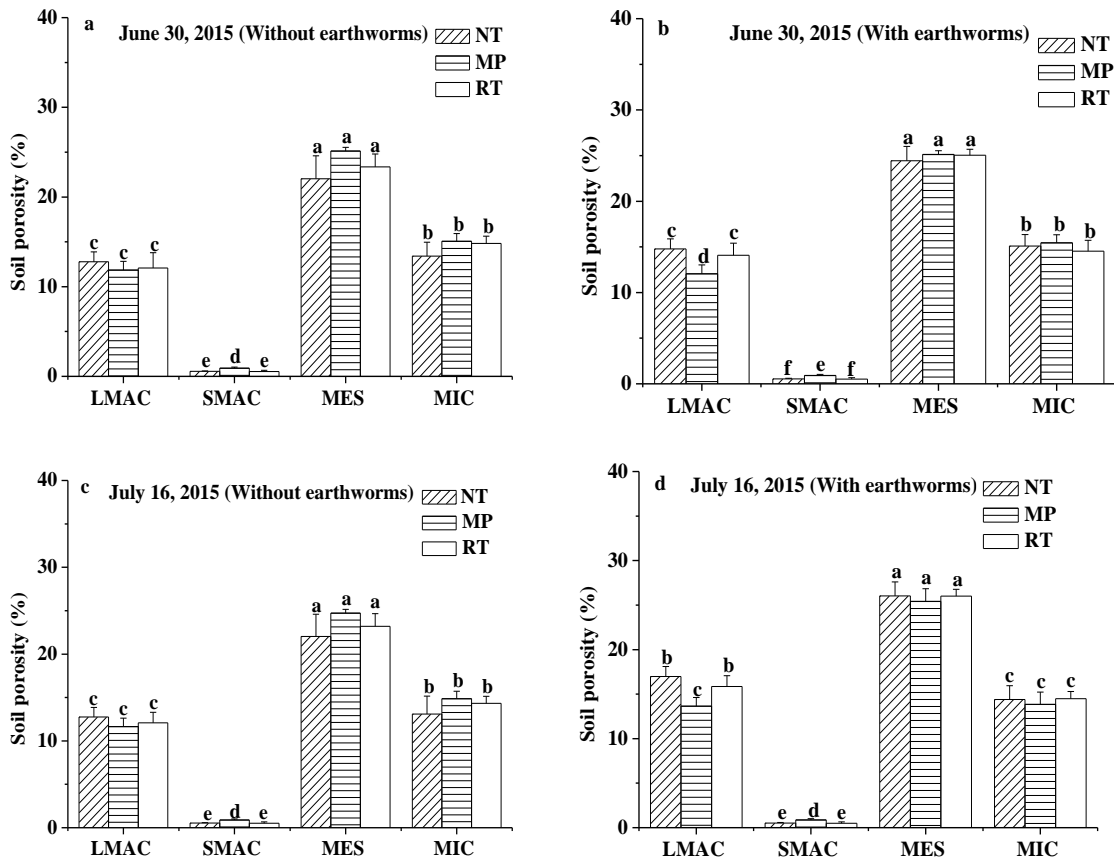 a June 30, 2015 (Without earthworms)
NT
MP
RT
Soil porosity (%)
40
30
20
10
0
c c c
e d e
a a a
b b b
LMAC SMAC MES MIC
b June 30, 2015 (With earthworms)
NT
MP
RT
Soil porosity (%)
40
30
20
10
0
c d c
f e f
a a a
b b b
LMAC SMAC MES MIC
c July 16, 2015 (Without earthworms)
NT
MP
RT
Soil porosity (%)
40
30
20
10
0
c c c
e d e
a a a
b b b
LMAC SMAC MES MIC
d July 16, 2015 (With earthworms)
NT
MP
RT
Soil porosity (%)
40
30
20
10
0
b c b
e d e
a a a
c c c
LMAC SMAC MES MIC